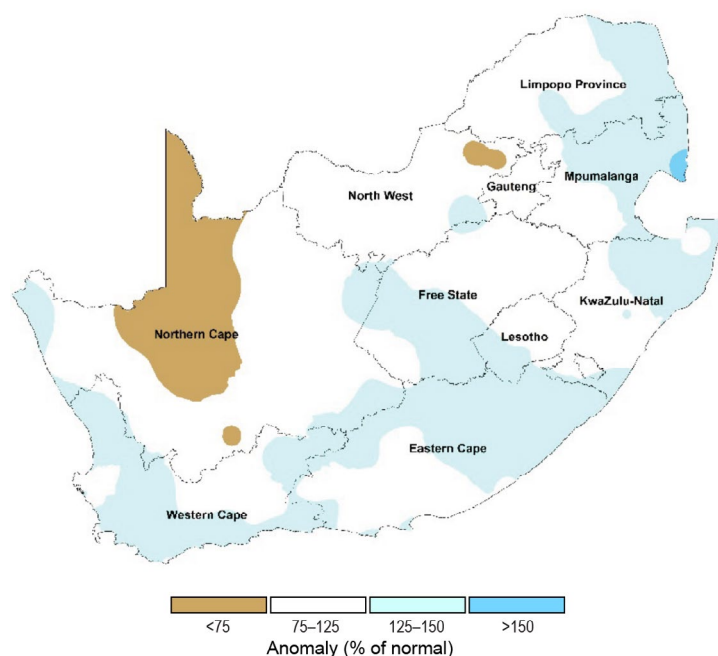 Limpopo Province
Mpumalanga
Gauteng
North West
Free State
KwaZulu-Natal
Northern Cape
Lesotho
Eastern Cape
Western Cape
<75 75–125 125–150 >150
Anomaly (% of normal)